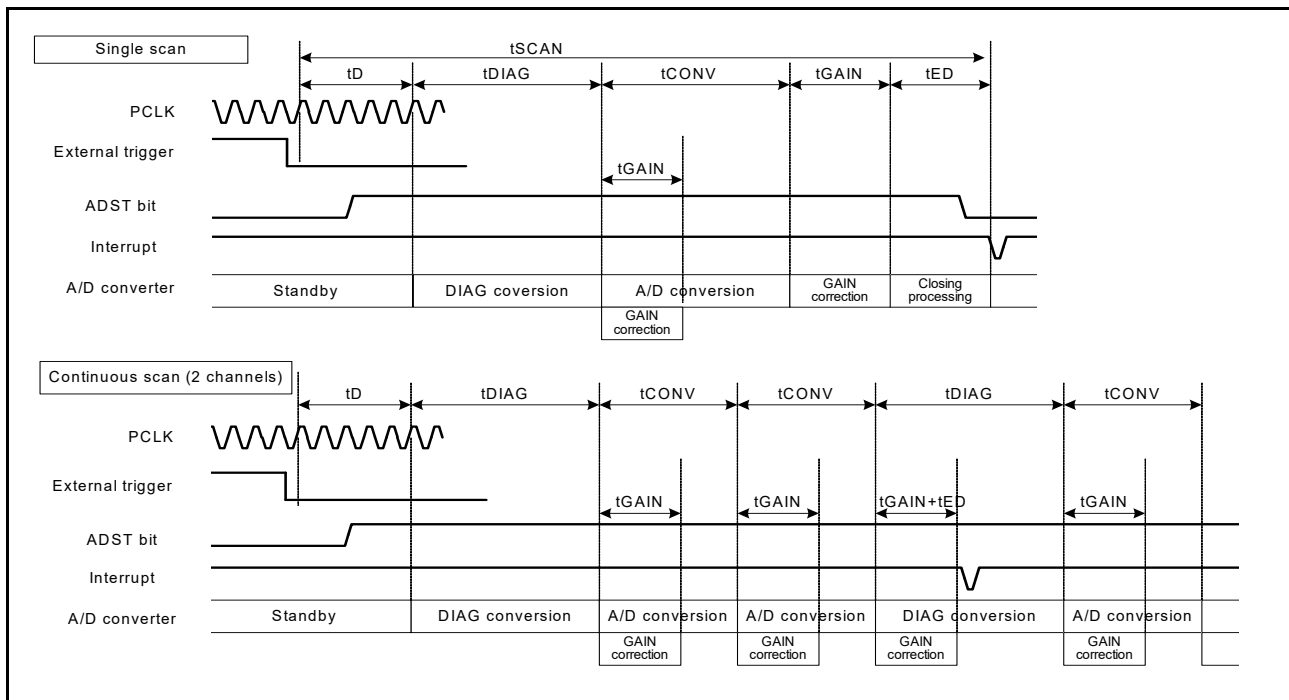 Single scan
tSCAN
tD tDIAG tCONV tGAIN tED
PCLK
External trigger
tGAIN
ADST bit
Interrupt
A/D converter Standby DIAG coversion A/D conversion GAIN correction Closing processing
GAIN
correction
Continuous scan (2 channels)
tD tDIAG tCONV tCONV tDIAG tCONV
PCLK
External trigger
tGAIN tGAIN tGAIN+tED tGAIN
ADST bit
Interrupt
A/D converter Standby DIAG conversion A/D conversion A/D conversion DIAG conversion A/D conversion
GAIN GAIN GAIN GAIN
correction correction correction correction